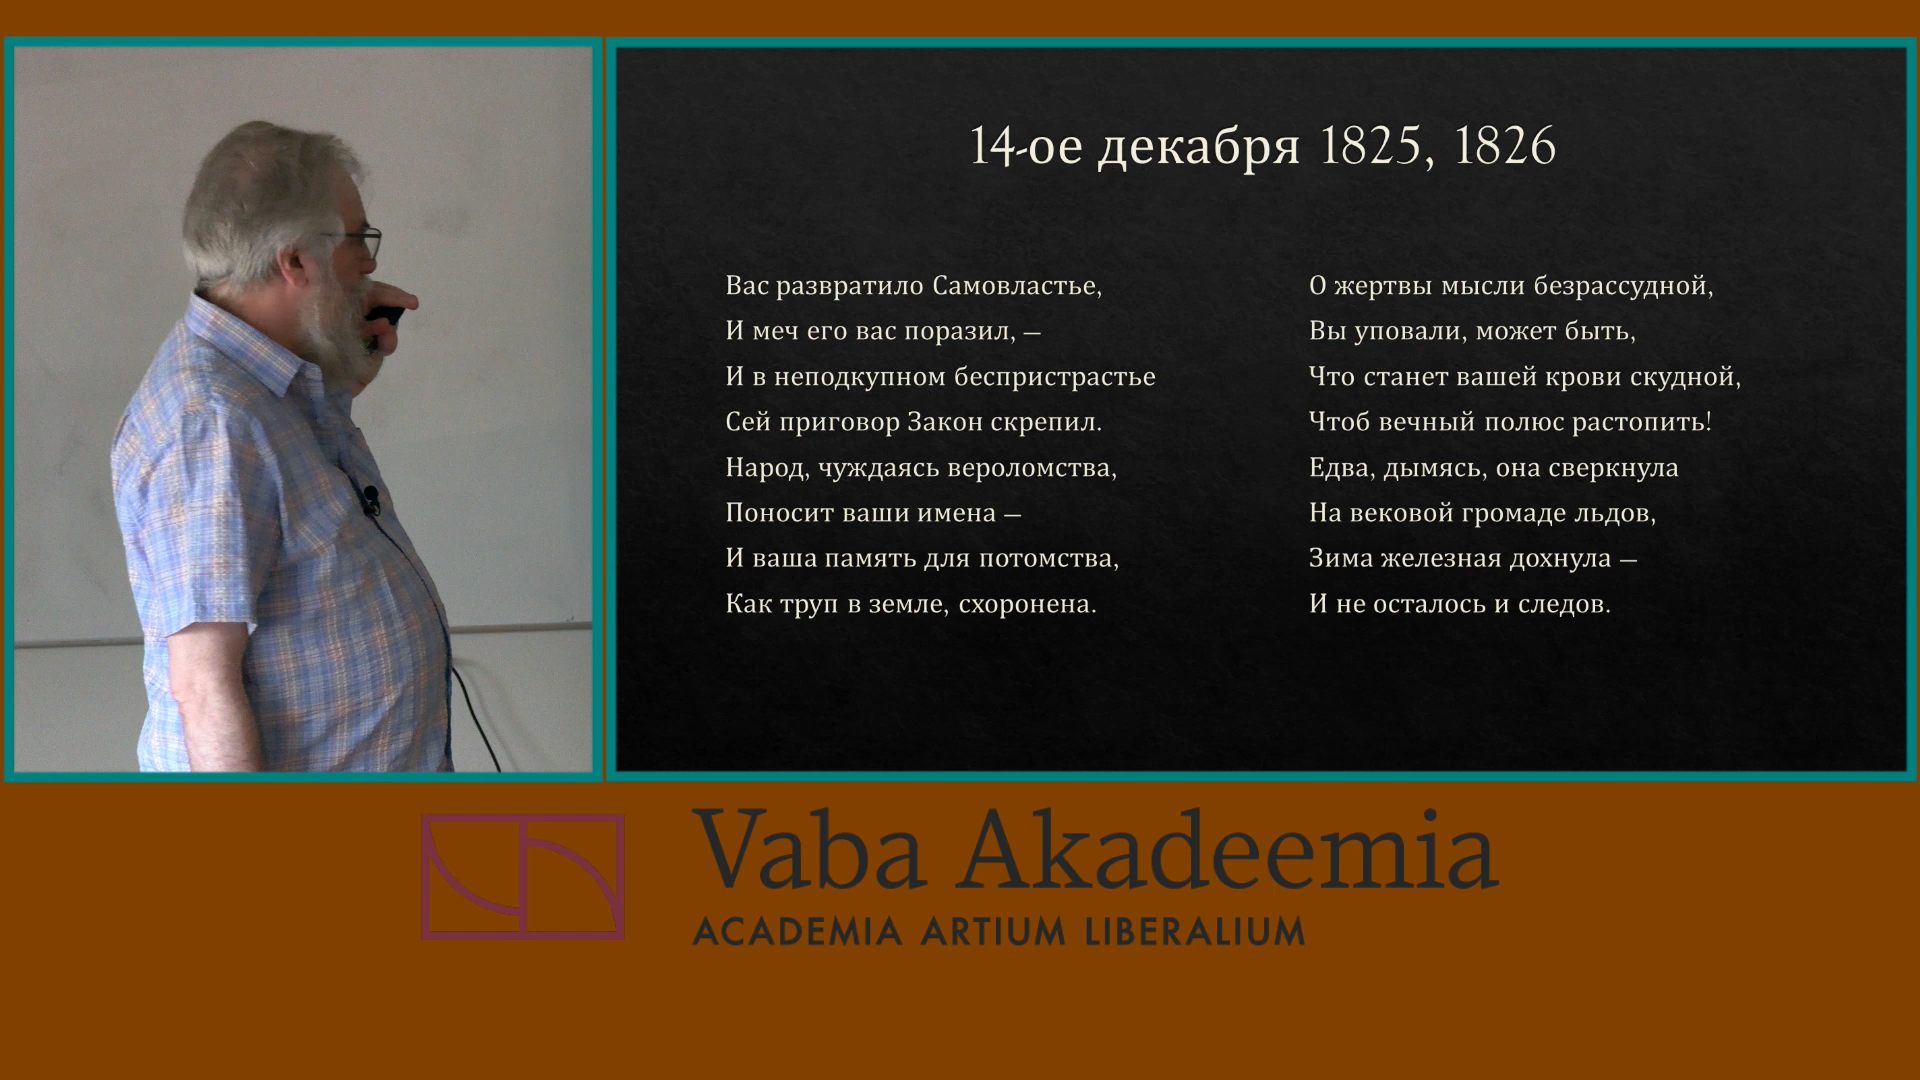 14-ое декабря 1825, 1826
Вас развратило Самовластье,
И меч его вас поразил, –
И в неподкупном беспристрастье
Сей приговор Закон скрепил.
Народ, чуждаясь вероломства,
Поносит ваши имена –
И ваша память для потомства,
Как труп в земле, схоронена.
О жертвы мысли безрассудной,
Вы уповали, может быть,
Что станет вашей крови скудной,
Чтоб вечный полюс растопить!
Едва, дымясь, она сверкнула
На вековой громаде льдов,
Зима железная дохнула –
И не осталось и следов.
Vaba Akadeemia
ACADEMIA ARTIUM LIBERALIUM